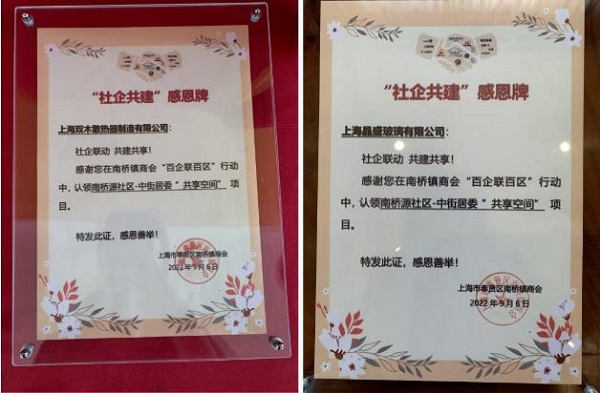 “社企共建”感恩牌
上海双木散热器制造有限公司：
社企联动 共建共享！
感谢您在南桥镇商会“百企联百区”行动
中，认领南桥源社区-中街居委“共享空间” 项
目。
特发此证，感恩善举！
上海市奉贤区南桥镇商会
2022年9月6日
“社企共建”感恩牌
上海晶盛玻璃有限公司：
社企联动 共建共享！
感谢您在南桥镇商会“百企联百区”行动
中，认领南桥源社区-中街居委“共享空间” 项
目。
特发此证，感恩善举！
上海市奉贤区南桥镇商会
2022年9月6日